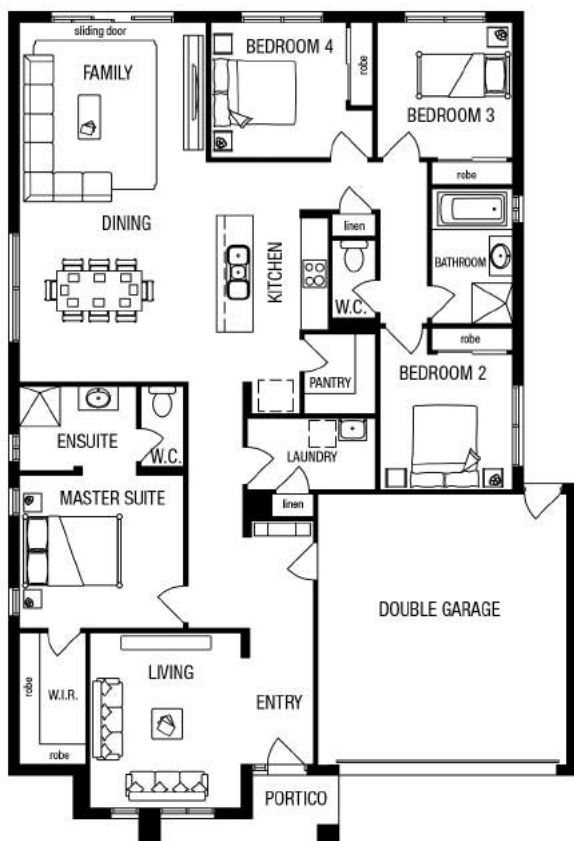 sliding door
FAMILY
BEDROOM 4
robe
BEDROOM 3
robe
DINING
linen
KITCHEN
W.C.
BATHROOM
robe
PANTRY
BEDROOM 2
ENSUITE
W.C.
LAUNDRY
MASTER SUITE
linen
DOUBLE GARAGE
LIVING
robe
W.I.R.
ENTRY
robe
PORTICO